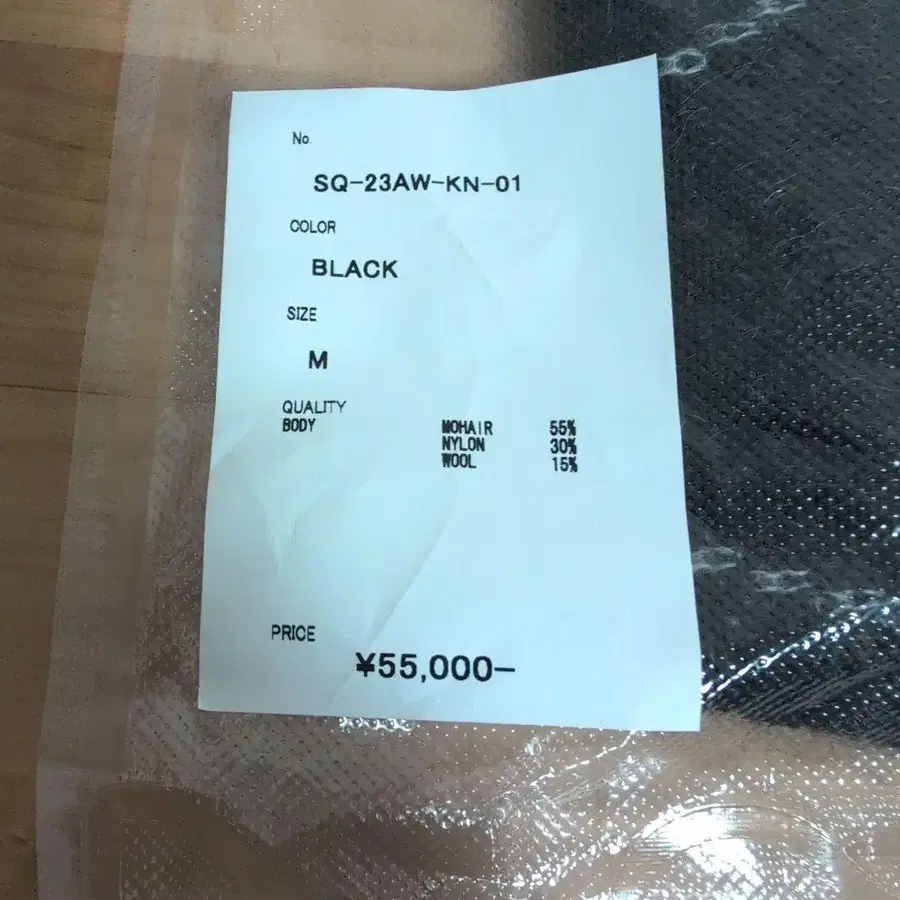 No.
SQ-23AW-KN-01
COLOR
BLACK
SIZE
M
QUALITY
BODY MOHAIR 55%
NYLON 30%
WOOL 15%
PRICE
¥55,000-